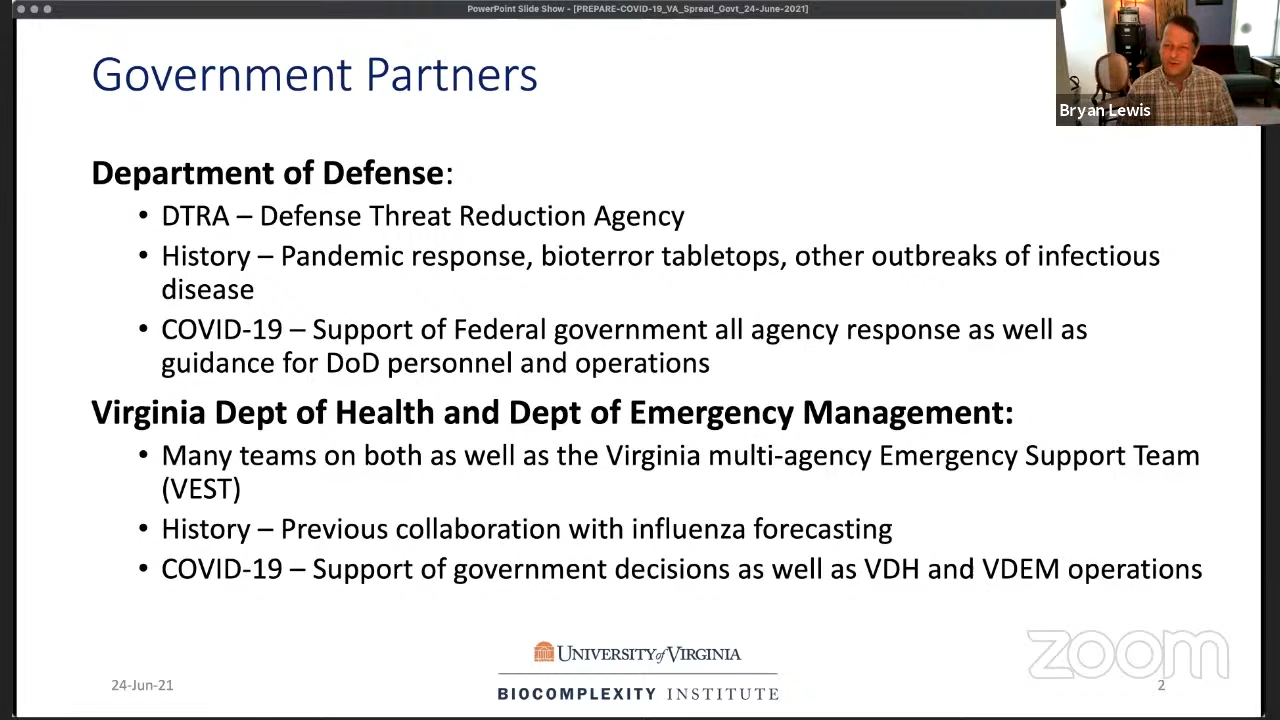 PowerPoint Slide Show - [PREPARE-COVID-19_VA_Spread_Govt_24-June-2021]
Government Partners
Bryan Lewis
Department of Defense:
• DTRA – Defense Threat Reduction Agency
• History – Pandemic response, bioterror tabletops, other outbreaks of infectious
disease
• COVID-19 – Support of Federal government all agency response as well as
guidance for DoD personnel and operations
Virginia Dept of Health and Dept of Emergency Management:
• Many teams on both as well as the Virginia multi-agency Emergency Support Team
(VEST)
• History – Previous collaboration with influenza forecasting
• COVID-19 – Support of government decisions as well as VDH and VDEM operations
UNIVERSITY of VIRGINIA
BIOCOMPLEXITY INSTITUTE
zoom
24-Jun-21
2